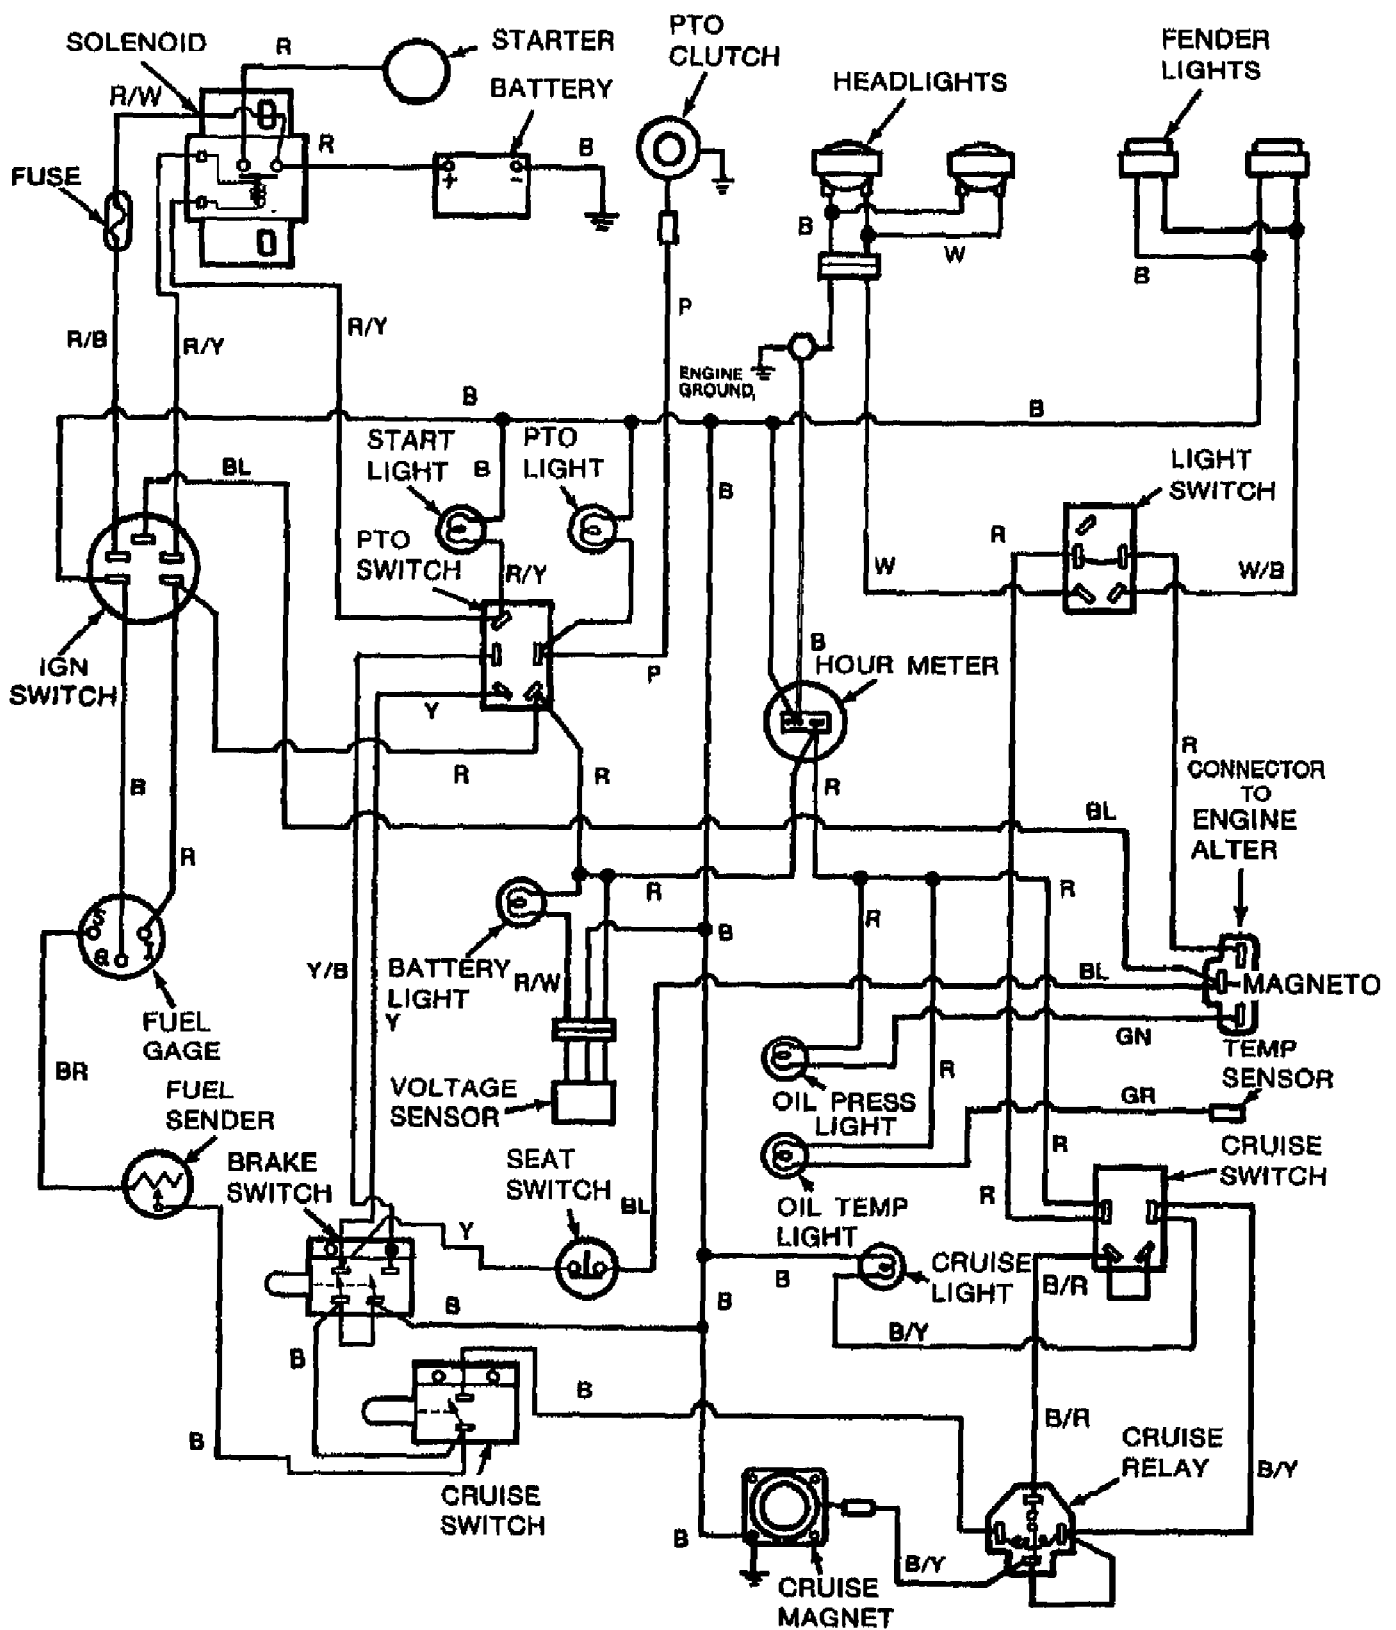 SOLENOID
R
STARTER
PTO
CLUTCH
FENDER
LIGHTS
R/W
BATTERY
HEADLIGHTS
R
B
FUSE
+
-
B
W
B
P
R/B
R/Y
R/Y
ENGINE
GROUND
B
B
START
LIGHT
B
PTO
LIGHT
B
LIGHT
SWITCH
BL
R
PTO
SWITCH
R/Y
W
W/B
IGN
SWITCH
P
B
HOUR METER
Y
R
R
B
R
R
CONNECTOR
TO
ENGINE
ALTER
BL
R
R
R
R
S
G
I
B
Y/B
BATTERY
LIGHT
R/W
BL
MAGNETO
Y
FUEL
GAGE
GN
BR
TEMP
SENSOR
FUEL
SENDER
VOLTAGE
SENSOR
OIL PRESS
LIGHT
R
GR
BRAKE
SWITCH
SEAT
SWITCH
R
CRUISE
SWITCH
BL
OIL TEMP
LIGHT
R
Y
B
CRUISE
LIGHT
B/R
B
B
B/Y
B
B
B/R
CRUISE
RELAY
B
B/Y
CRUISE
SWITCH
B
B/Y
CRUISE
MAGNET